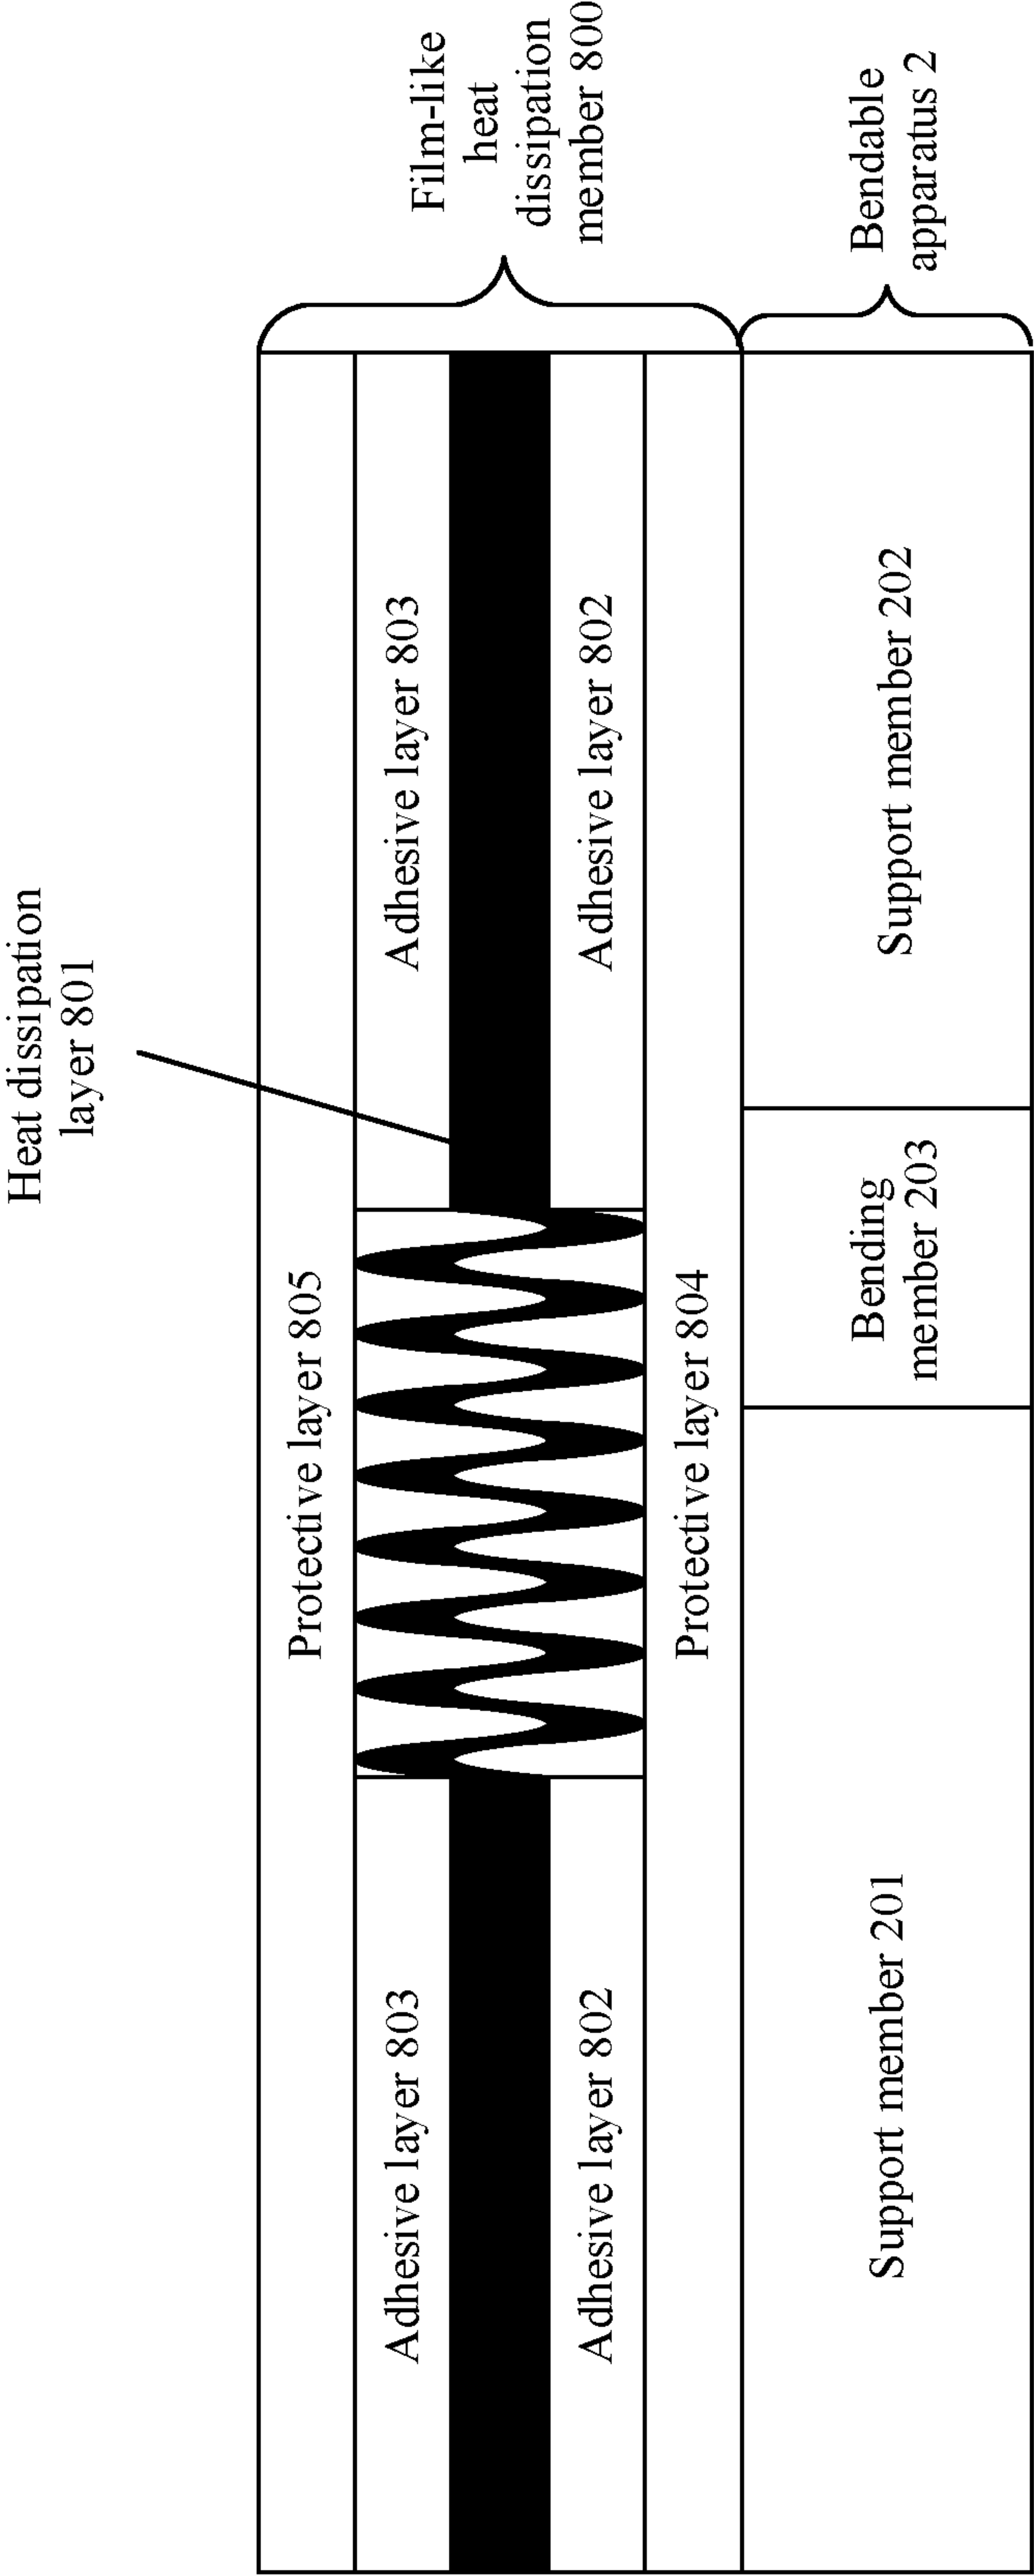 Heat dissipation
layer 801
Protective layer 805
Adhesive layer 803
Adhesive layer 803
Adhesive layer 802
Adhesive layer 802
Protective layer 804
Film-like
heat
dissipation
member 800
Support member 201
Bending
member 203
Support member 202
Bendable
apparatus 2